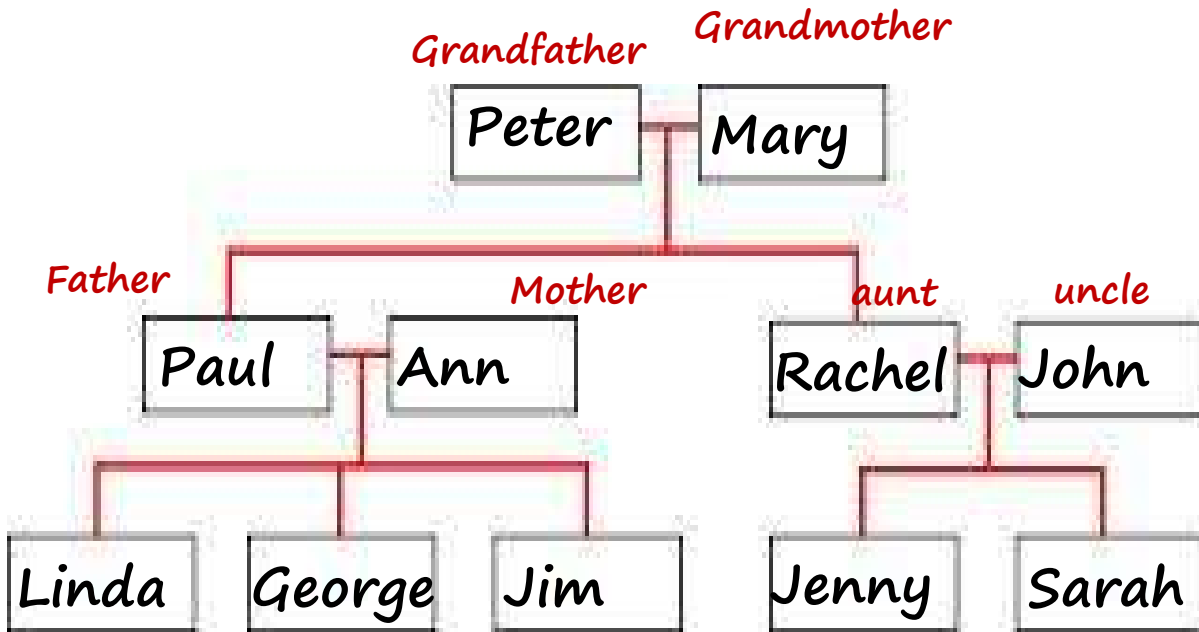 Grandfather
Grandmother
Peter
Mary
Father
Mother
aunt
uncle
Paul
Ann
Rachel
John
Linda
George
Jim
Jenny
Sarah